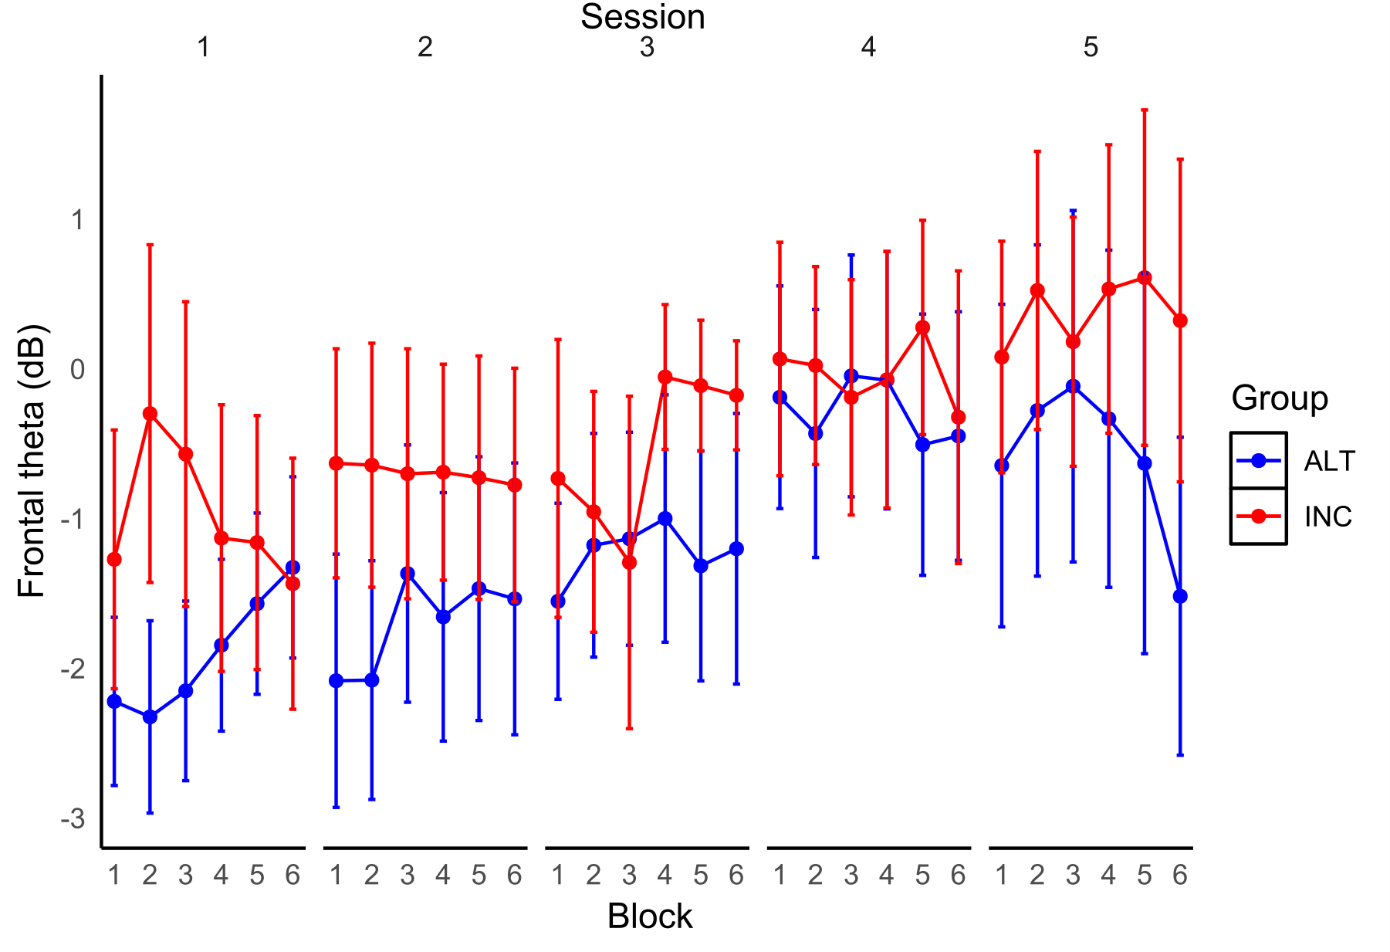 Session
1 2 3 4 5
Frontal theta (dB)
1
0
-1
-2
-3
1 2 3 4 5 6 1 2 3 4 5 6 1 2 3 4 5 6 1 2 3 4 5 6 1 2 3 4 5 6
Block
Group
ALT
INC